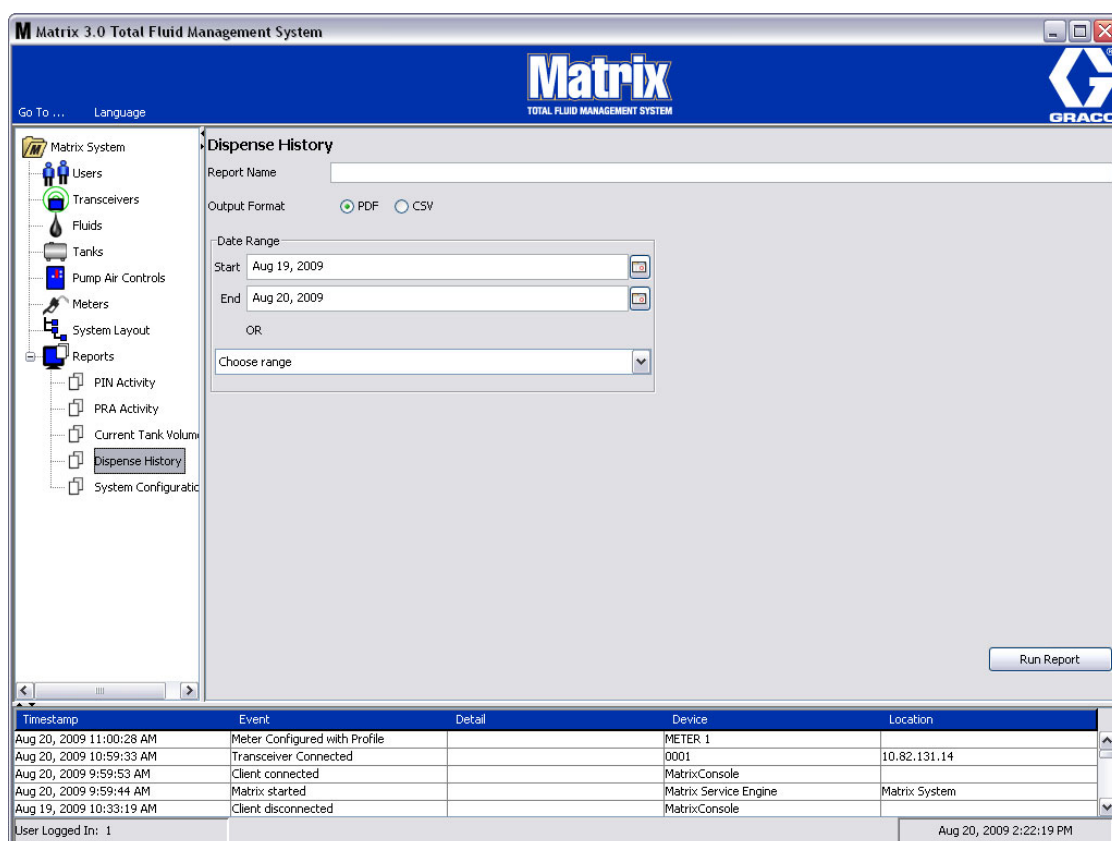 Matrix 3.0 Total Fluid Management System
Matrix
TOTAL FLUID MANAGEMENT SYSTEM
GRACO
Go To ... Language
Matrix System
Users
Transceivers
Fluids
Tanks
Pump Air Controls
Meters
System Layout
Reports
PIN Activity
PRA Activity
Current Tank Volum
Dispense History
System Configuratio
Dispense History
Report Name
Output Format PDF CSV
Date Range
Start Aug 19, 2009
End Aug 20, 2009
OR
Choose range
Run Report
Timestamp Event Detail Device Location
Aug 20, 2009 11:00:28 AM Meter Configured with Profile METER 1
Aug 20, 2009 10:59:33 AM Transceiver Connected 0001 10.82.131.14
Aug 20, 2009 9:59:53 AM Client connected MatrixConsole
Aug 20, 2009 9:59:44 AM Matrix started Matrix Service Engine Matrix System
Aug 19, 2009 10:33:19 AM Client disconnected MatrixConsole
User Logged In: 1 Aug 20, 2009 2:22:19 PM